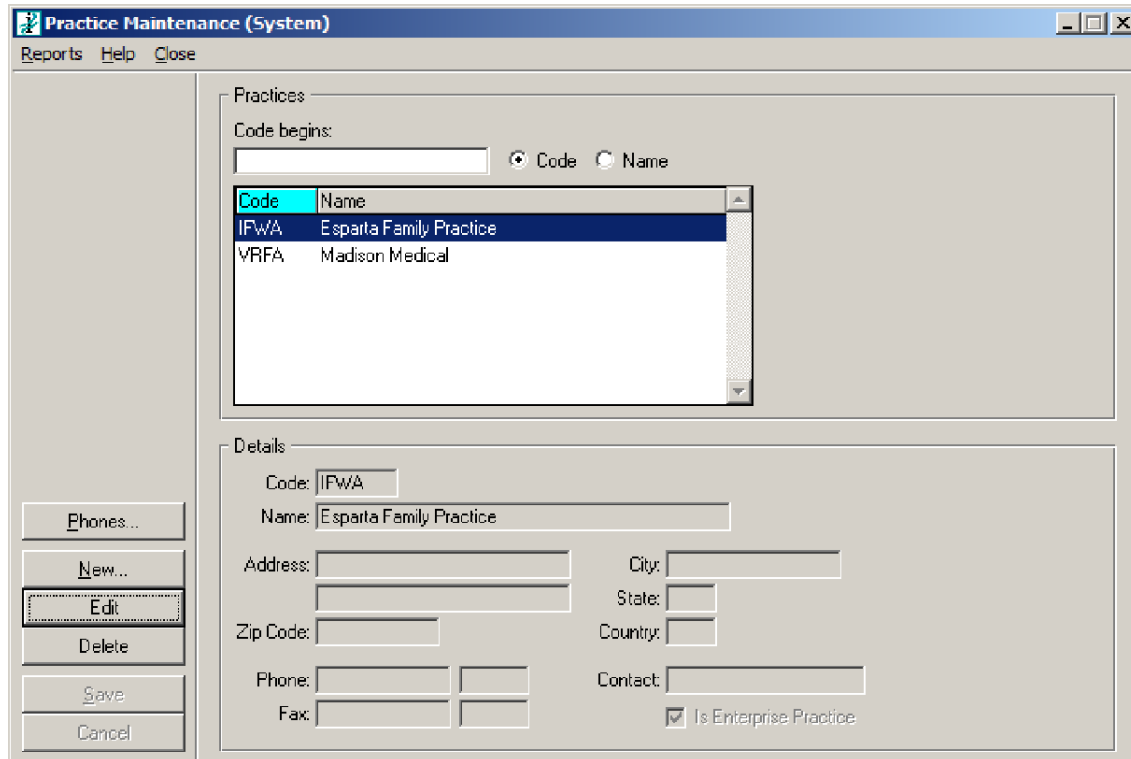 Practice Maintenance (System)
Reports Help Close
Practices
Code begins:
Code Name
Code Name
IFWA Esparta Family Practice
VRFA Madison Medical
Details
Code: IFWA
Name: Esparta Family Practice
Address: City:
State:
Zip Code: Country:
Phone: Contact:
Fax: Is Enterprise Practice
Phones...
New...
Edit
Delete
Save
Cancel